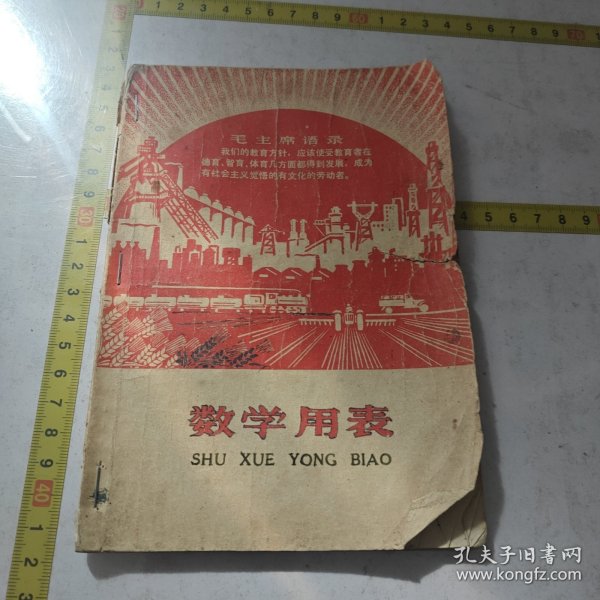 毛主席语录
我们的教育方针，应该使受教育者在
德育、智育、体育几方面都得到发展，成为
有社会主义觉悟的有文化的劳动者。
数学用表
SHU XUE YONG BIAO
孔夫子旧书网
www.kongfz.com